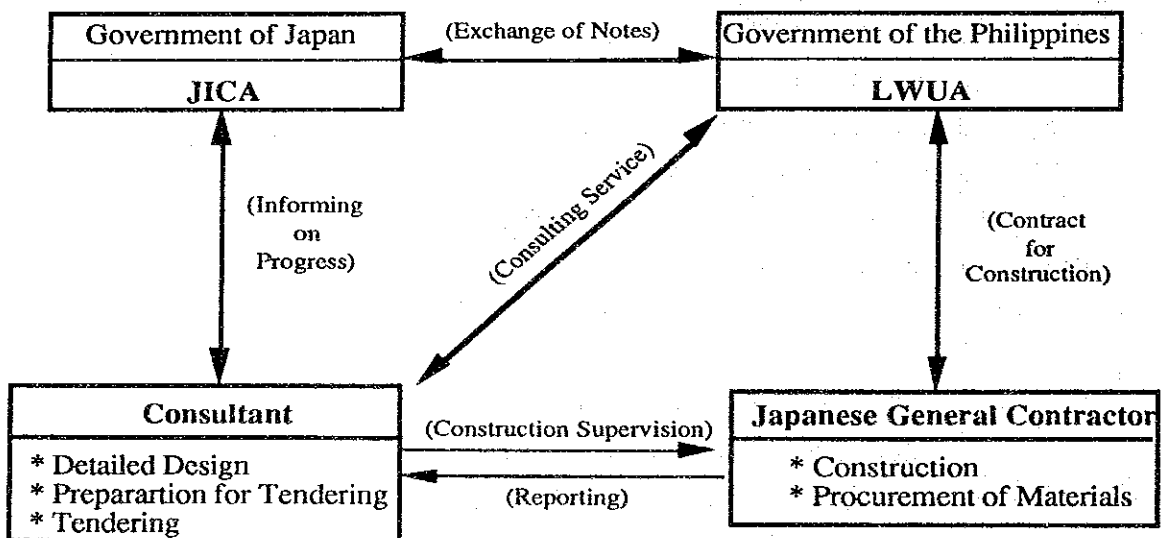 Government of Japan
JICA
(Exchange of Notes)
Government of the Philippines
LWUA
(Informing
on
Progress)
(Consulting Service)
(Contract
for
Construction)
Consultant
* Detailed Design
* Preparartion for Tendering
* Tendering
(Construction Supervision)
(Reporting)
Japanese General Contractor
* Construction
* Procurement of Materials